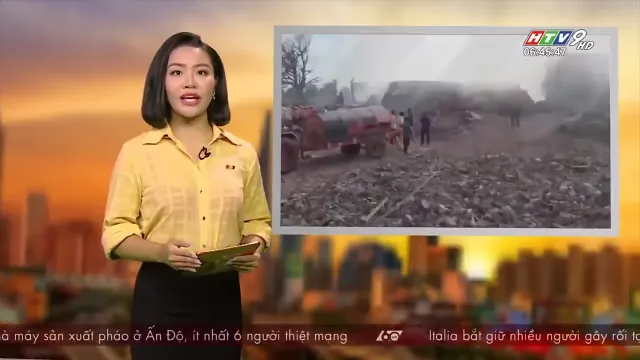 HTV9 HD
06:45:47
à máy sản xuất pháo ở Ấn Độ, ít nhất 6 người thiệt mạng
Italia bắt giữ nhiều người gây rối tạ